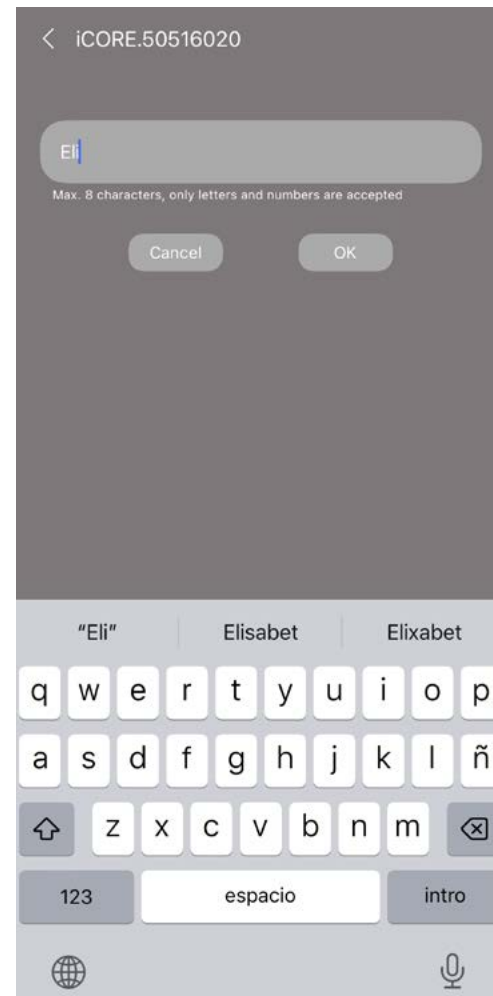 iCORE.50516020
Eli
Max. 8 characters, only letters and numbers are accepted
Cancel OK
"Eli" Elisabet Elixabet
q w e r t y u i o p
a s d f g h j k l ñ
z x c v b n m
123 espacio intro